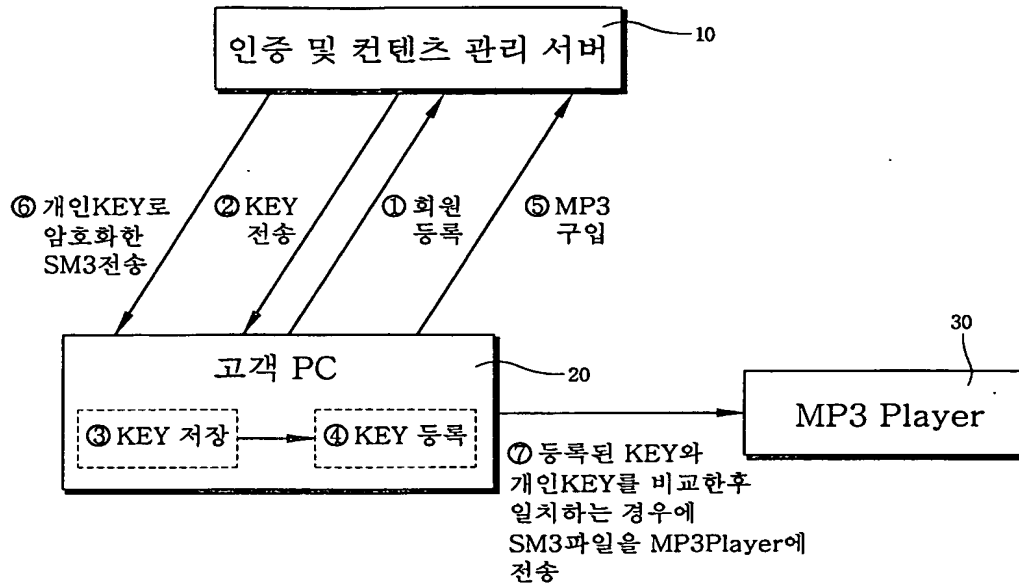 인증 및 컨텐츠 관리 서버
10
⑥ 개인KEY로
암호화한
SM3전송
② KEY
전송
① 회원
등록
⑤ MP3
구입
고객 PC
20
③ KEY 저장
④ KEY 등록
30
MP3 Player
⑦ 등록된 KEY와
개인KEY를 비교한후
일치하는 경우에
SM3파일을 MP3Player에
전송